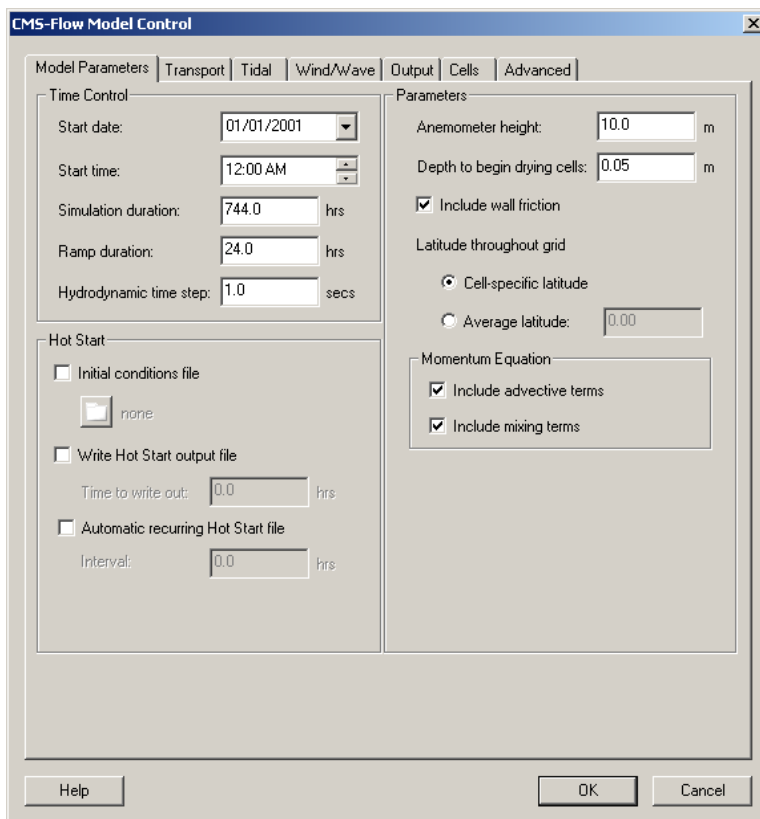 CMS-Flow Model Control
Model Parameters Transport Tidal Wind/Wave Output Cells Advanced
Time Control
Start date: 01/01/2001
Start time: 12:00 AM
Simulation duration: 744.0 hrs
Ramp duration: 24.0 hrs
Hydrodynamic time step: 1.0 secs
Hot Start
Initial conditions file
none
Write Hot Start output file
Time to write out: 0.0 hrs
Automatic recurring Hot Start file
Interval: 0.0 hrs
Parameters
Anemometer height: 10.0 m
Depth to begin drying cells: 0.05 m
Include wall friction
Latitude throughout grid
Cell-specific latitude
Average latitude: 0.00
Momentum Equation
Include advective terms
Include mixing terms
Help OK Cancel